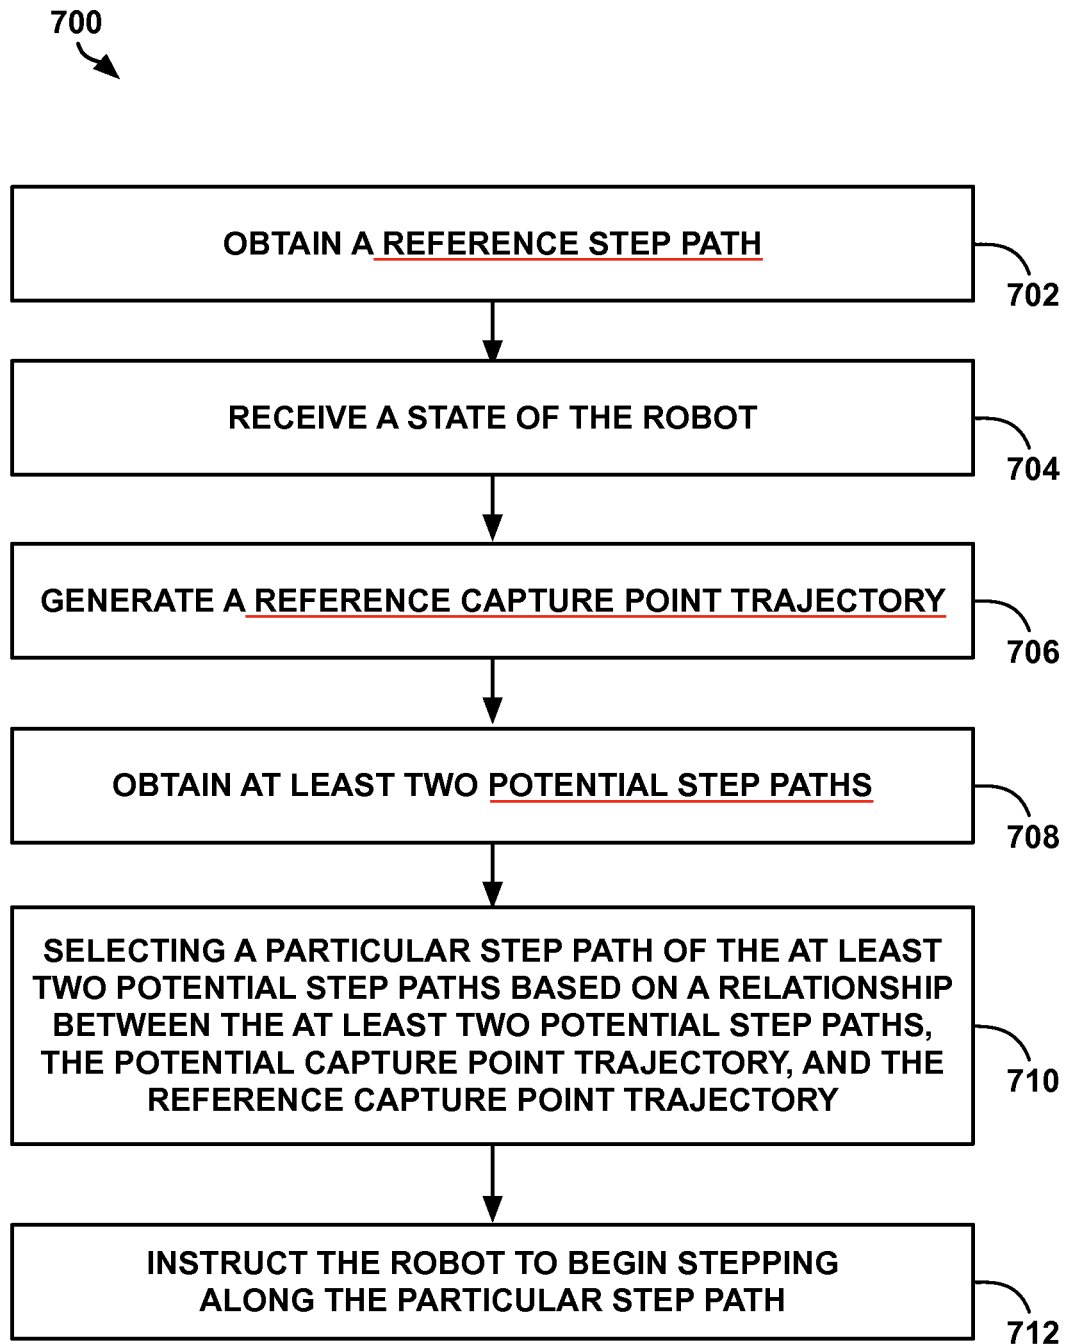 700
OBTAIN A REFERENCE STEP PATH
702
RECEIVE A STATE OF THE ROBOT
704
GENERATE A REFERENCE CAPTURE POINT TRAJECTORY
706
OBTAIN AT LEAST TWO POTENTIAL STEP PATHS
708
SELECTING A PARTICULAR STEP PATH OF THE AT LEAST
TWO POTENTIAL STEP PATHS BASED ON A RELATIONSHIP
BETWEEN THE AT LEAST TWO POTENTIAL STEP PATHS,
THE POTENTIAL CAPTURE POINT TRAJECTORY, AND THE
REFERENCE CAPTURE POINT TRAJECTORY
710
INSTRUCT THE ROBOT TO BEGIN STEPPING
ALONG THE PARTICULAR STEP PATH
712